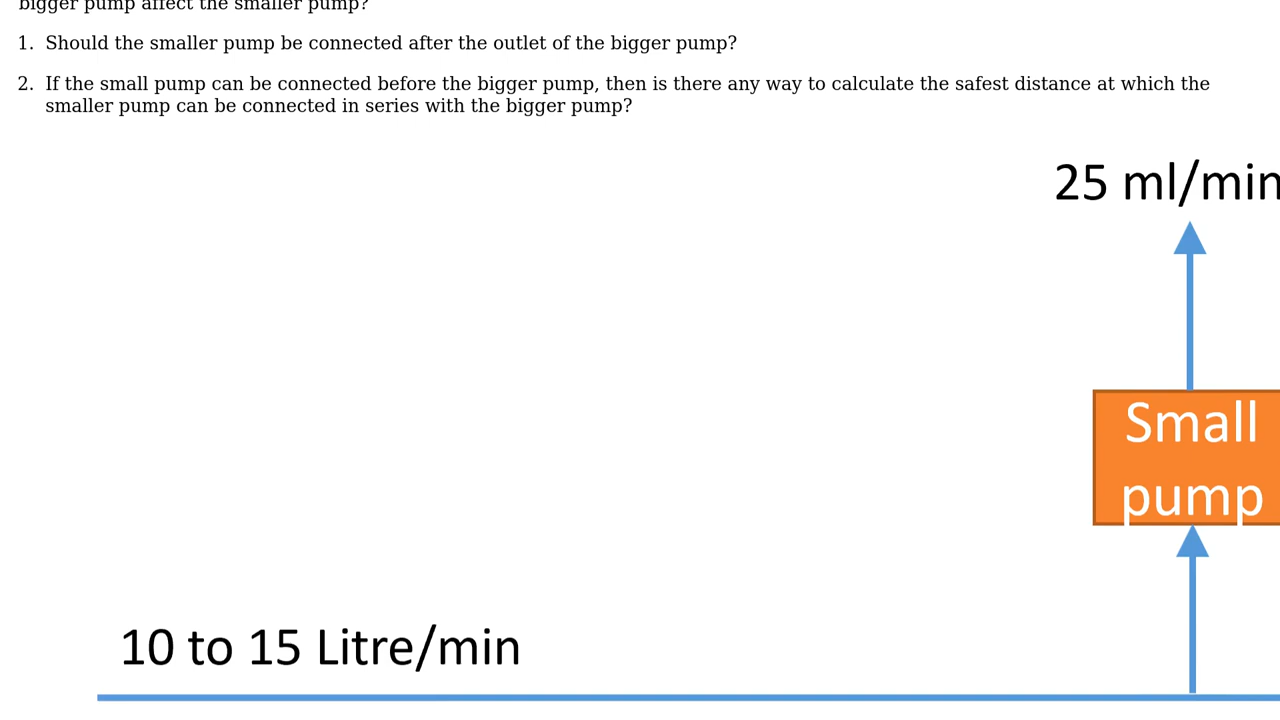 bigger pump affect the smaller pump?
1. Should the smaller pump be connected after the outlet of the bigger pump?
2. If the small pump can be connected before the bigger pump, then is there any way to calculate the safest distance at which the
smaller pump can be connected in series with the bigger pump?
25 ml/min
Small
pump
10 to 15 Litre/min